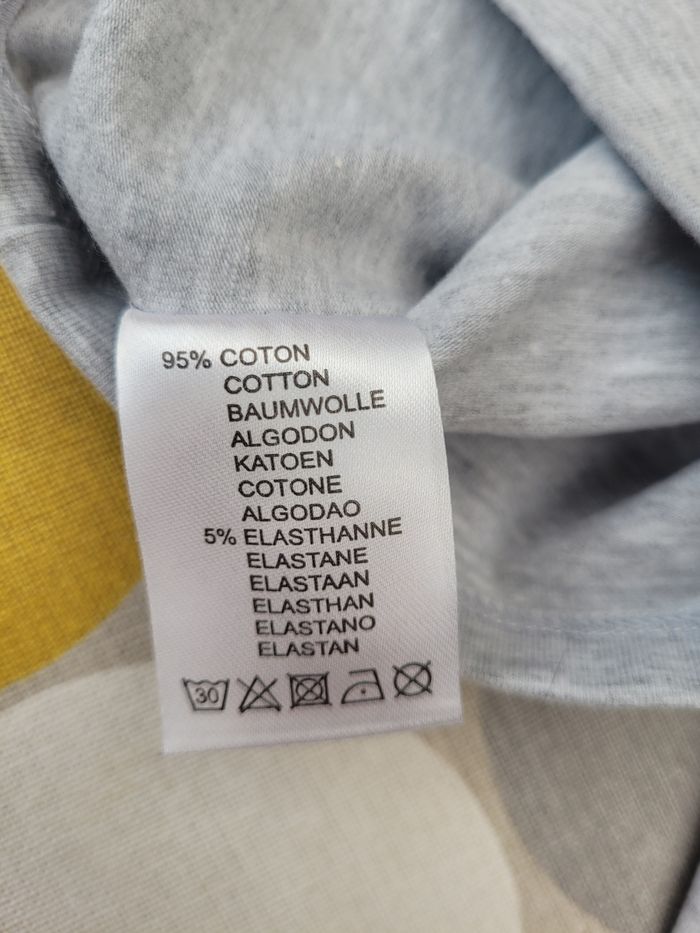 95% COTON
COTTON
BAUMWOLLE
ALGODON
KATOEN
COTONE
ALGODAO
5% ELASTHANNE
ELASTANE
ELASTAAN
ELASTHAN
ELASTANO
ELASTAN
30